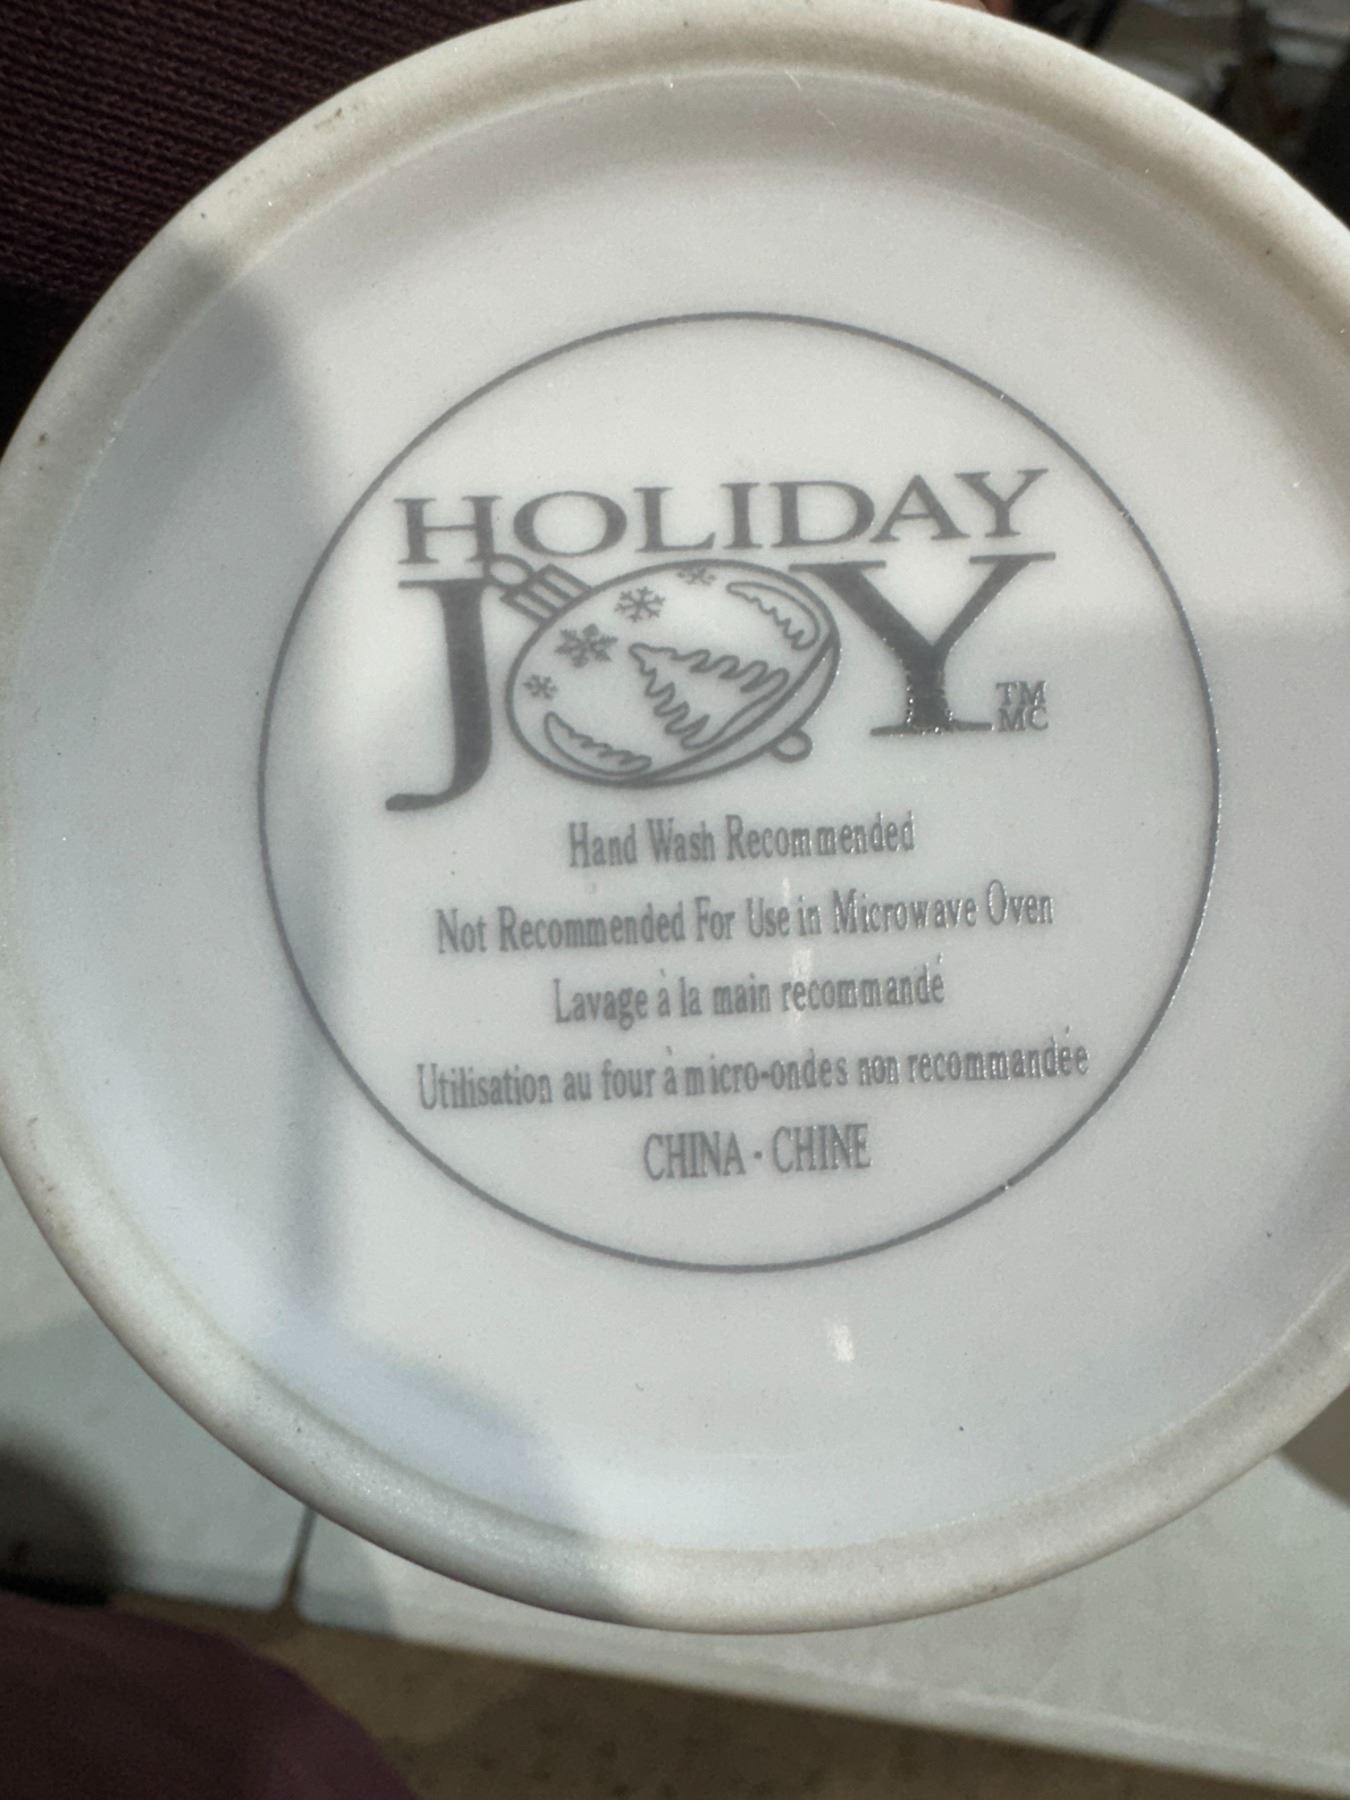 HOLIDAY
JOY TM
MC
Hand Wash Recommended
Not Recommended For Use in Microwave Oven
Lavage à la main recommandé
Utilisation au four à micro-ondes non recommandée
CHINA - CHINE